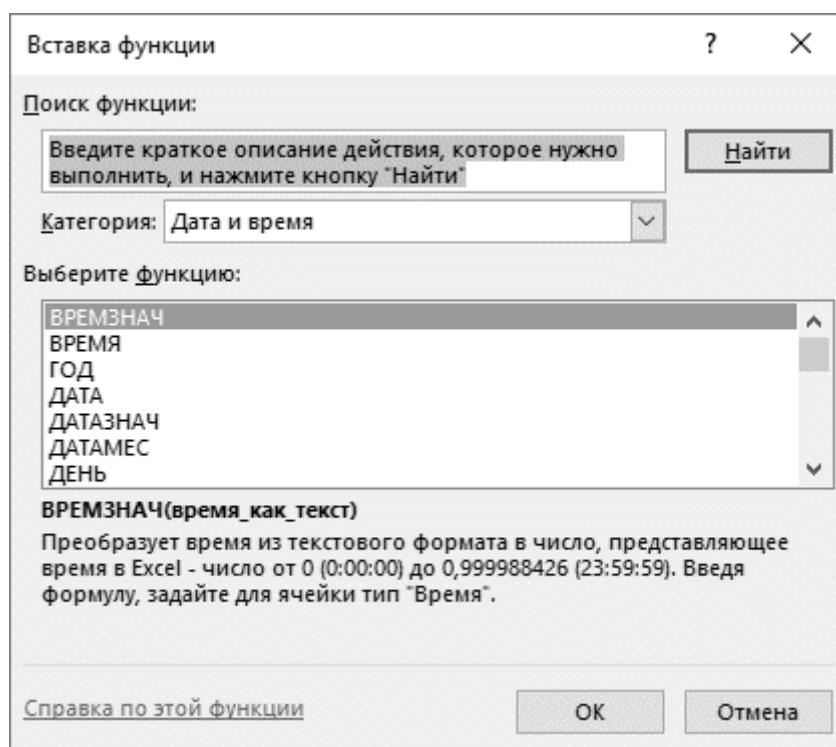 Вставка функции ?
Поиск функции:
Введите краткое описание действия, которое нужно
выполнить, и нажмите кнопку "Найти"
Найти
Категория: Дата и время
Выберите функцию:
ВРЕМЗНАЧ
ВРЕМЯ
ГОД
ДАТА
ДАТАЗНАЧ
ДАТАМЕС
ДЕНЬ
ВРЕМЗНАЧ(время_как_текст)
Преобразует время из текстового формата в число, представляющее
время в Excel - число от 0 (0:00:00) до 0,999988426 (23:59:59). Введя
формулу, задайте для ячейки тип "Время".
Справка по этой функции
ОК
Отмена